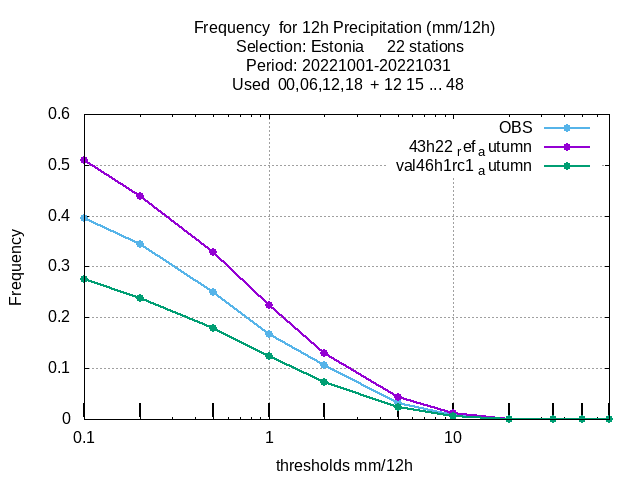 Frequency  for 12h Precipitation (mm/12h)
Selection: Estonia     22 stations
Period: 20221001-20221031
Used  00,06,12,18  + 12 15 ... 48
OBS
43h22 ref a utumn
val46h1rc1 a utumn
0.6
0.5
0.4
0.3
0.2
0.1
0
Frequency
0.1 1 10
thresholds mm/12h